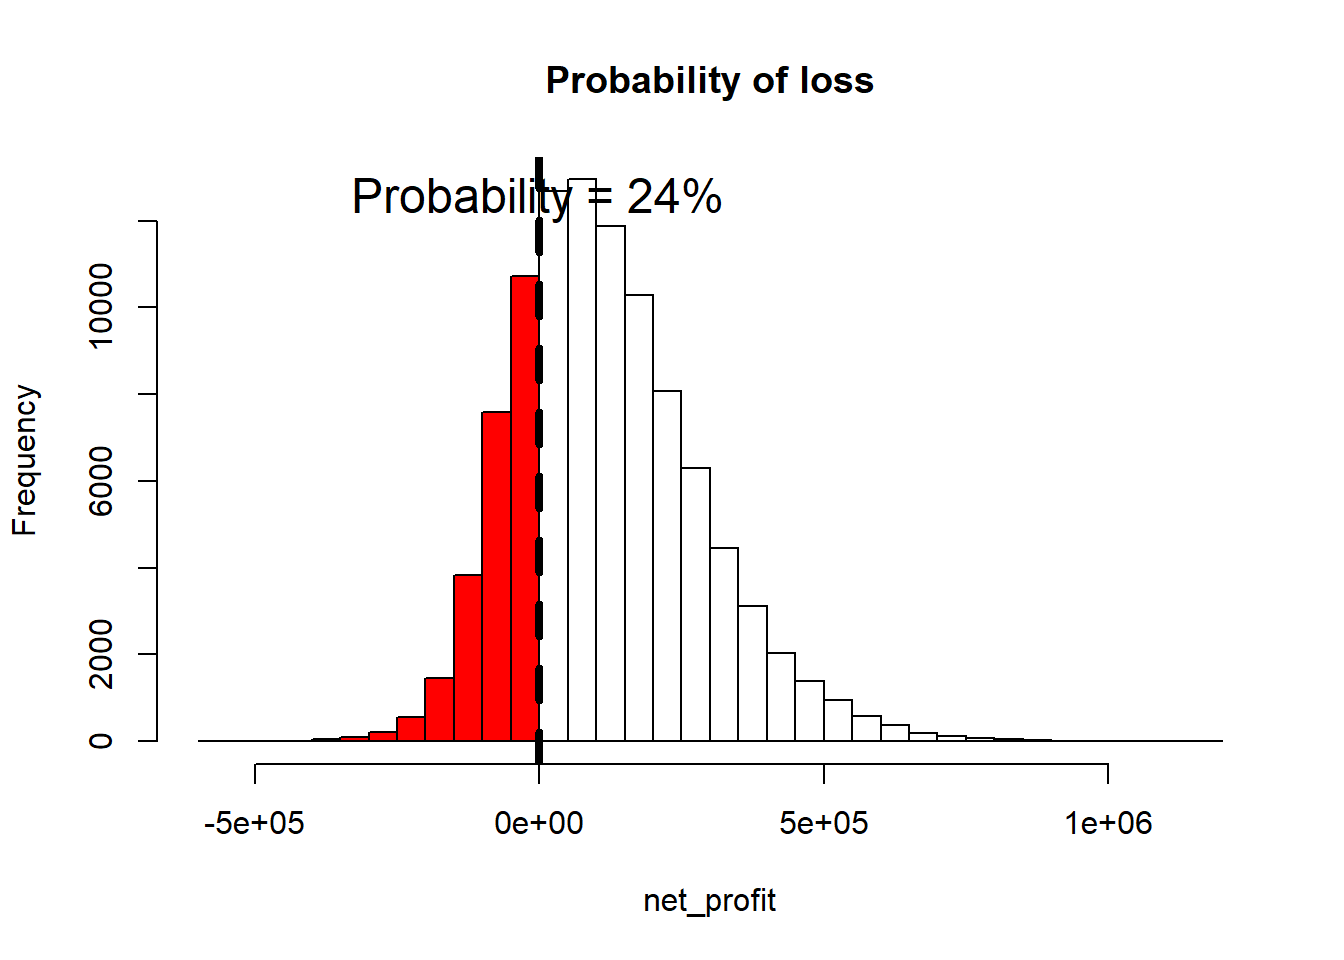 Probability of loss
Probability = 24%
Frequency
10000
6000
2000
0
-5e+05
0e+00
5e+05
1e+06
net_profit